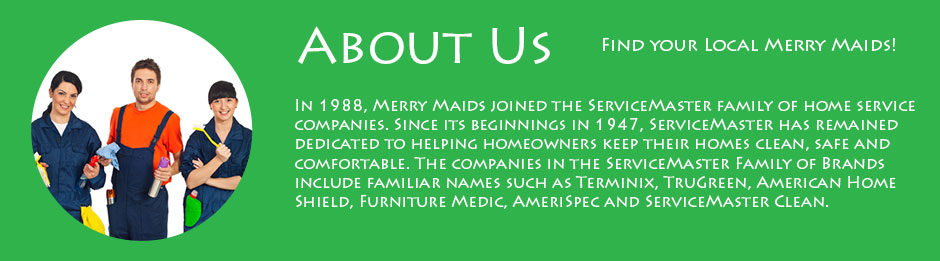 About Us
Find your Local Merry Maids!
In 1988, Merry Maids joined the ServiceMaster family of home service
companies. Since its beginnings in 1947, ServiceMaster has remained
dedicated to helping homeowners keep their homes clean, safe and
comfortable. The companies in the ServiceMaster Family of Brands
include familiar names such as Terminix, TruGreen, American Home
Shield, Furniture Medic, AmeriSpec and ServiceMaster Clean.